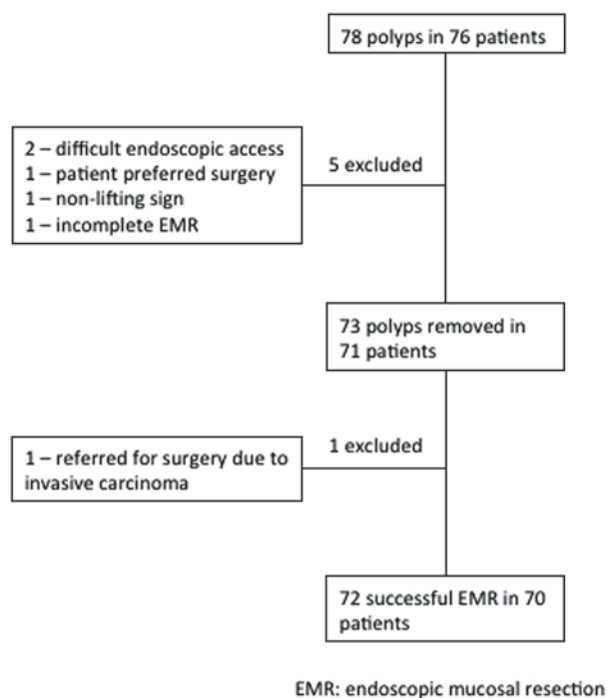 78 polyps in 76 patients
2 – difficult endoscopic access
1 – patient preferred surgery
1 – non-lifting sign
1 – incomplete EMR
5 excluded
73 polyps removed in
71 patients
1 excluded
1 – referred for surgery due to
invasive carcinoma
72 successful EMR in 70
patients
EMR: endoscopic mucosal resection